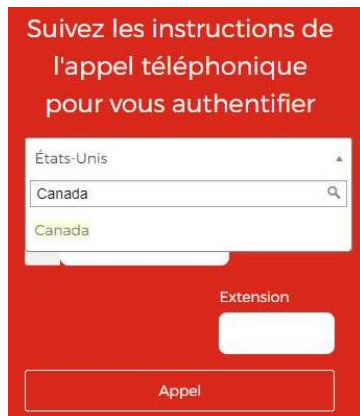 Suivez les instructions de
l'appel téléphonique
pour vous authentifier
États-Unis
Canada
Canada
Extension
Appel